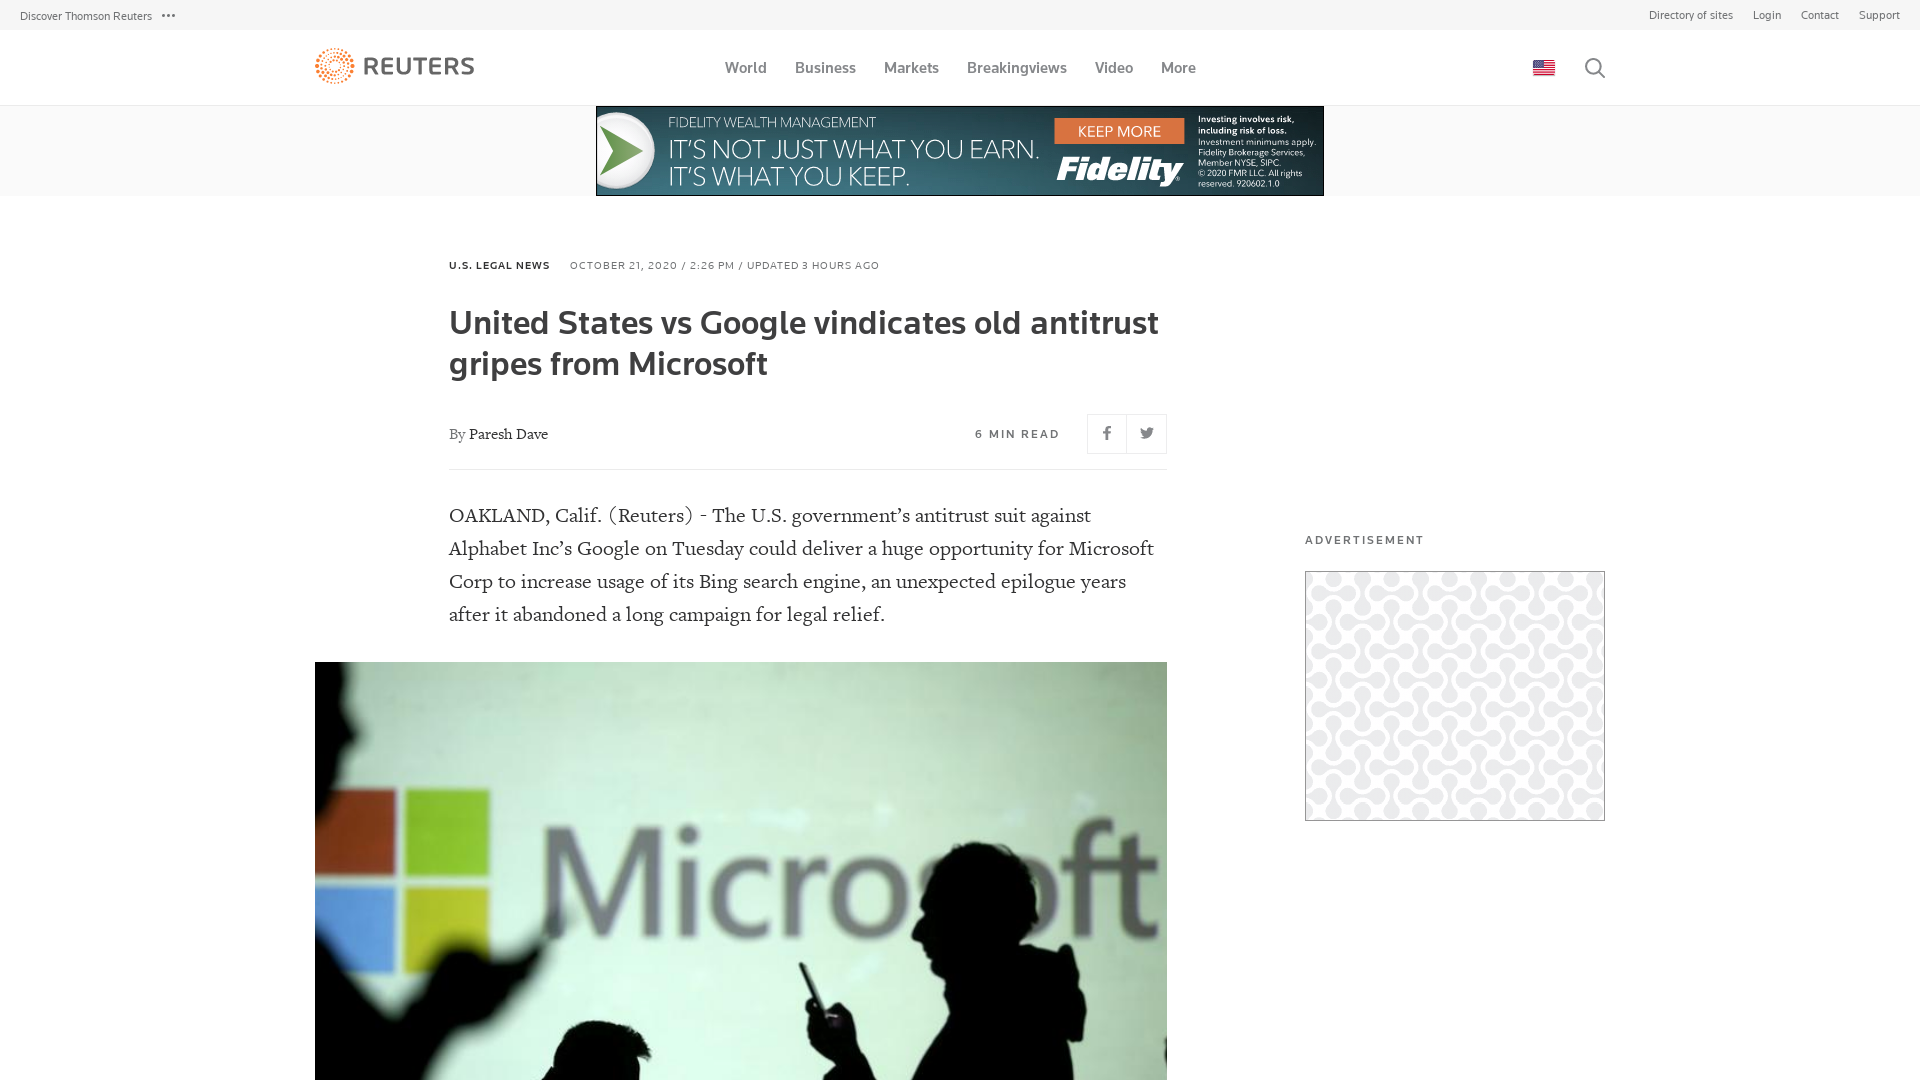 Discover Thomson Reuters
Directory of sites Login Contact Support
REUTERS
World Business Markets Breakingviews Video More
FIDELITY WEALTH MANAGEMENT
IT'S NOT JUST WHAT YOU EARN.
IT'S WHAT YOU KEEP.
KEEP MORE
Fidelity
Investing involves risk,
including risk of loss.
Investment minimums apply.
Fidelity Brokerage Services,
Member NYSE, SIPC.
© 2020 FMR LLC. All rights
reserved. 920602.1.0
U.S. LEGAL NEWS OCTOBER 21, 2020 / 2:26 PM / UPDATED 3 HOURS AGO
United States vs Google vindicates old antitrust
gripes from Microsoft
By Paresh Dave
6 MIN READ
OAKLAND, Calif. (Reuters) - The U.S. government’s antitrust suit against
Alphabet Inc’s Google on Tuesday could deliver a huge opportunity for Microsoft
Corp to increase usage of its Bing search engine, an unexpected epilogue years
after it abandoned a long campaign for legal relief.
ADVERTISEMENT
Microsoft